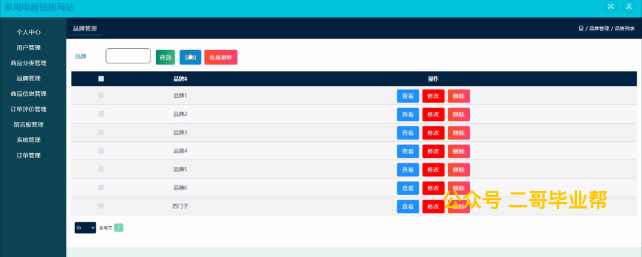 家用电器销售网站
个人中心
用户管理
商品分类管理
品牌管理
商品信息管理
订单评价管理
留言板管理
系统管理
订单管理
品牌管理
/ 品牌管理 / 品牌列表
品牌
查询
新增
批量删除
品牌 操作
品牌1 查看 修改 删除
品牌2 查看 修改 删除
品牌3 查看 修改 删除
品牌4 查看 修改 删除
品牌5 查看 修改 删除
品牌6 查看 修改 删除
西门子 查看 修改 删除
公众号 二哥毕业帮
10 条每页 1